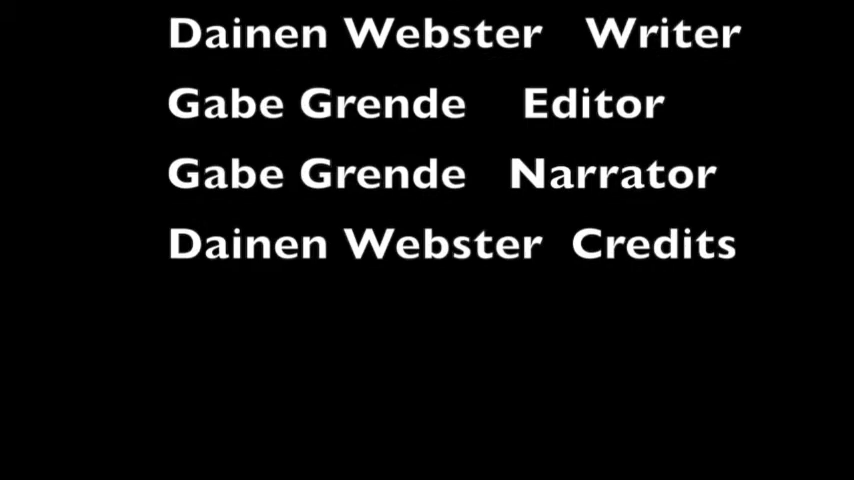 Dainen Webster Writer
Gabe Grende Editor
Gabe Grende Narrator
Dainen Webster Credits